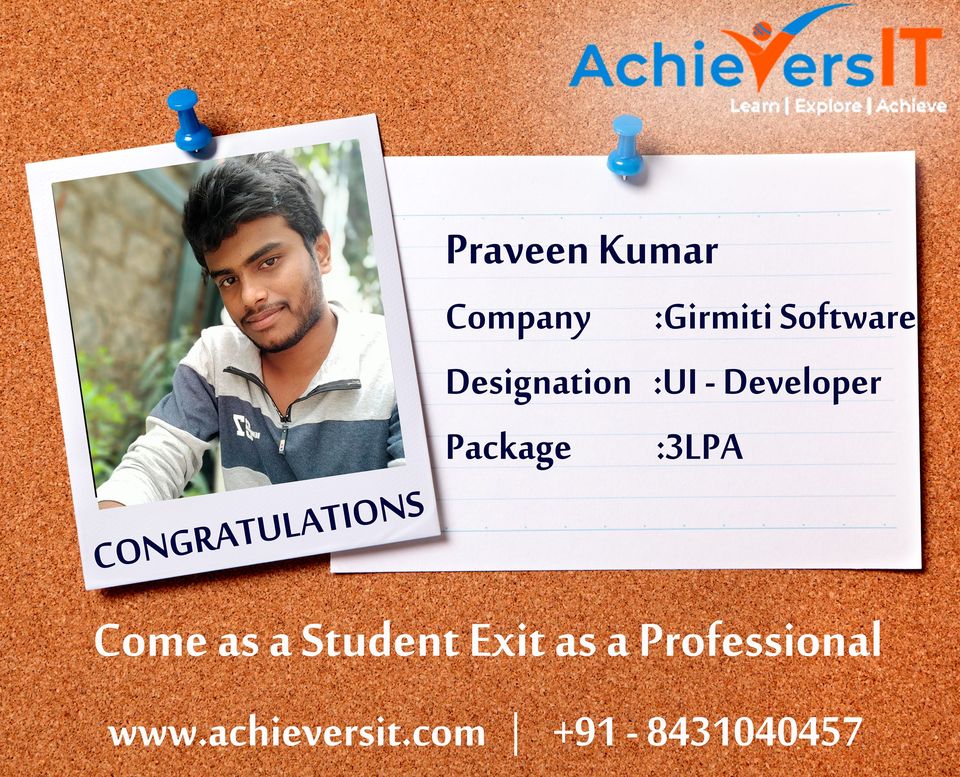 AchieversIT
Learn | Explore | Achieve
Praveen Kumar
Company :Girmiti Software
Designation :UI - Developer
Package :3LPA
CONGRATULATIONS
Come as a Student Exit as a Professional
www.achieversit.com | +91 - 8431040457